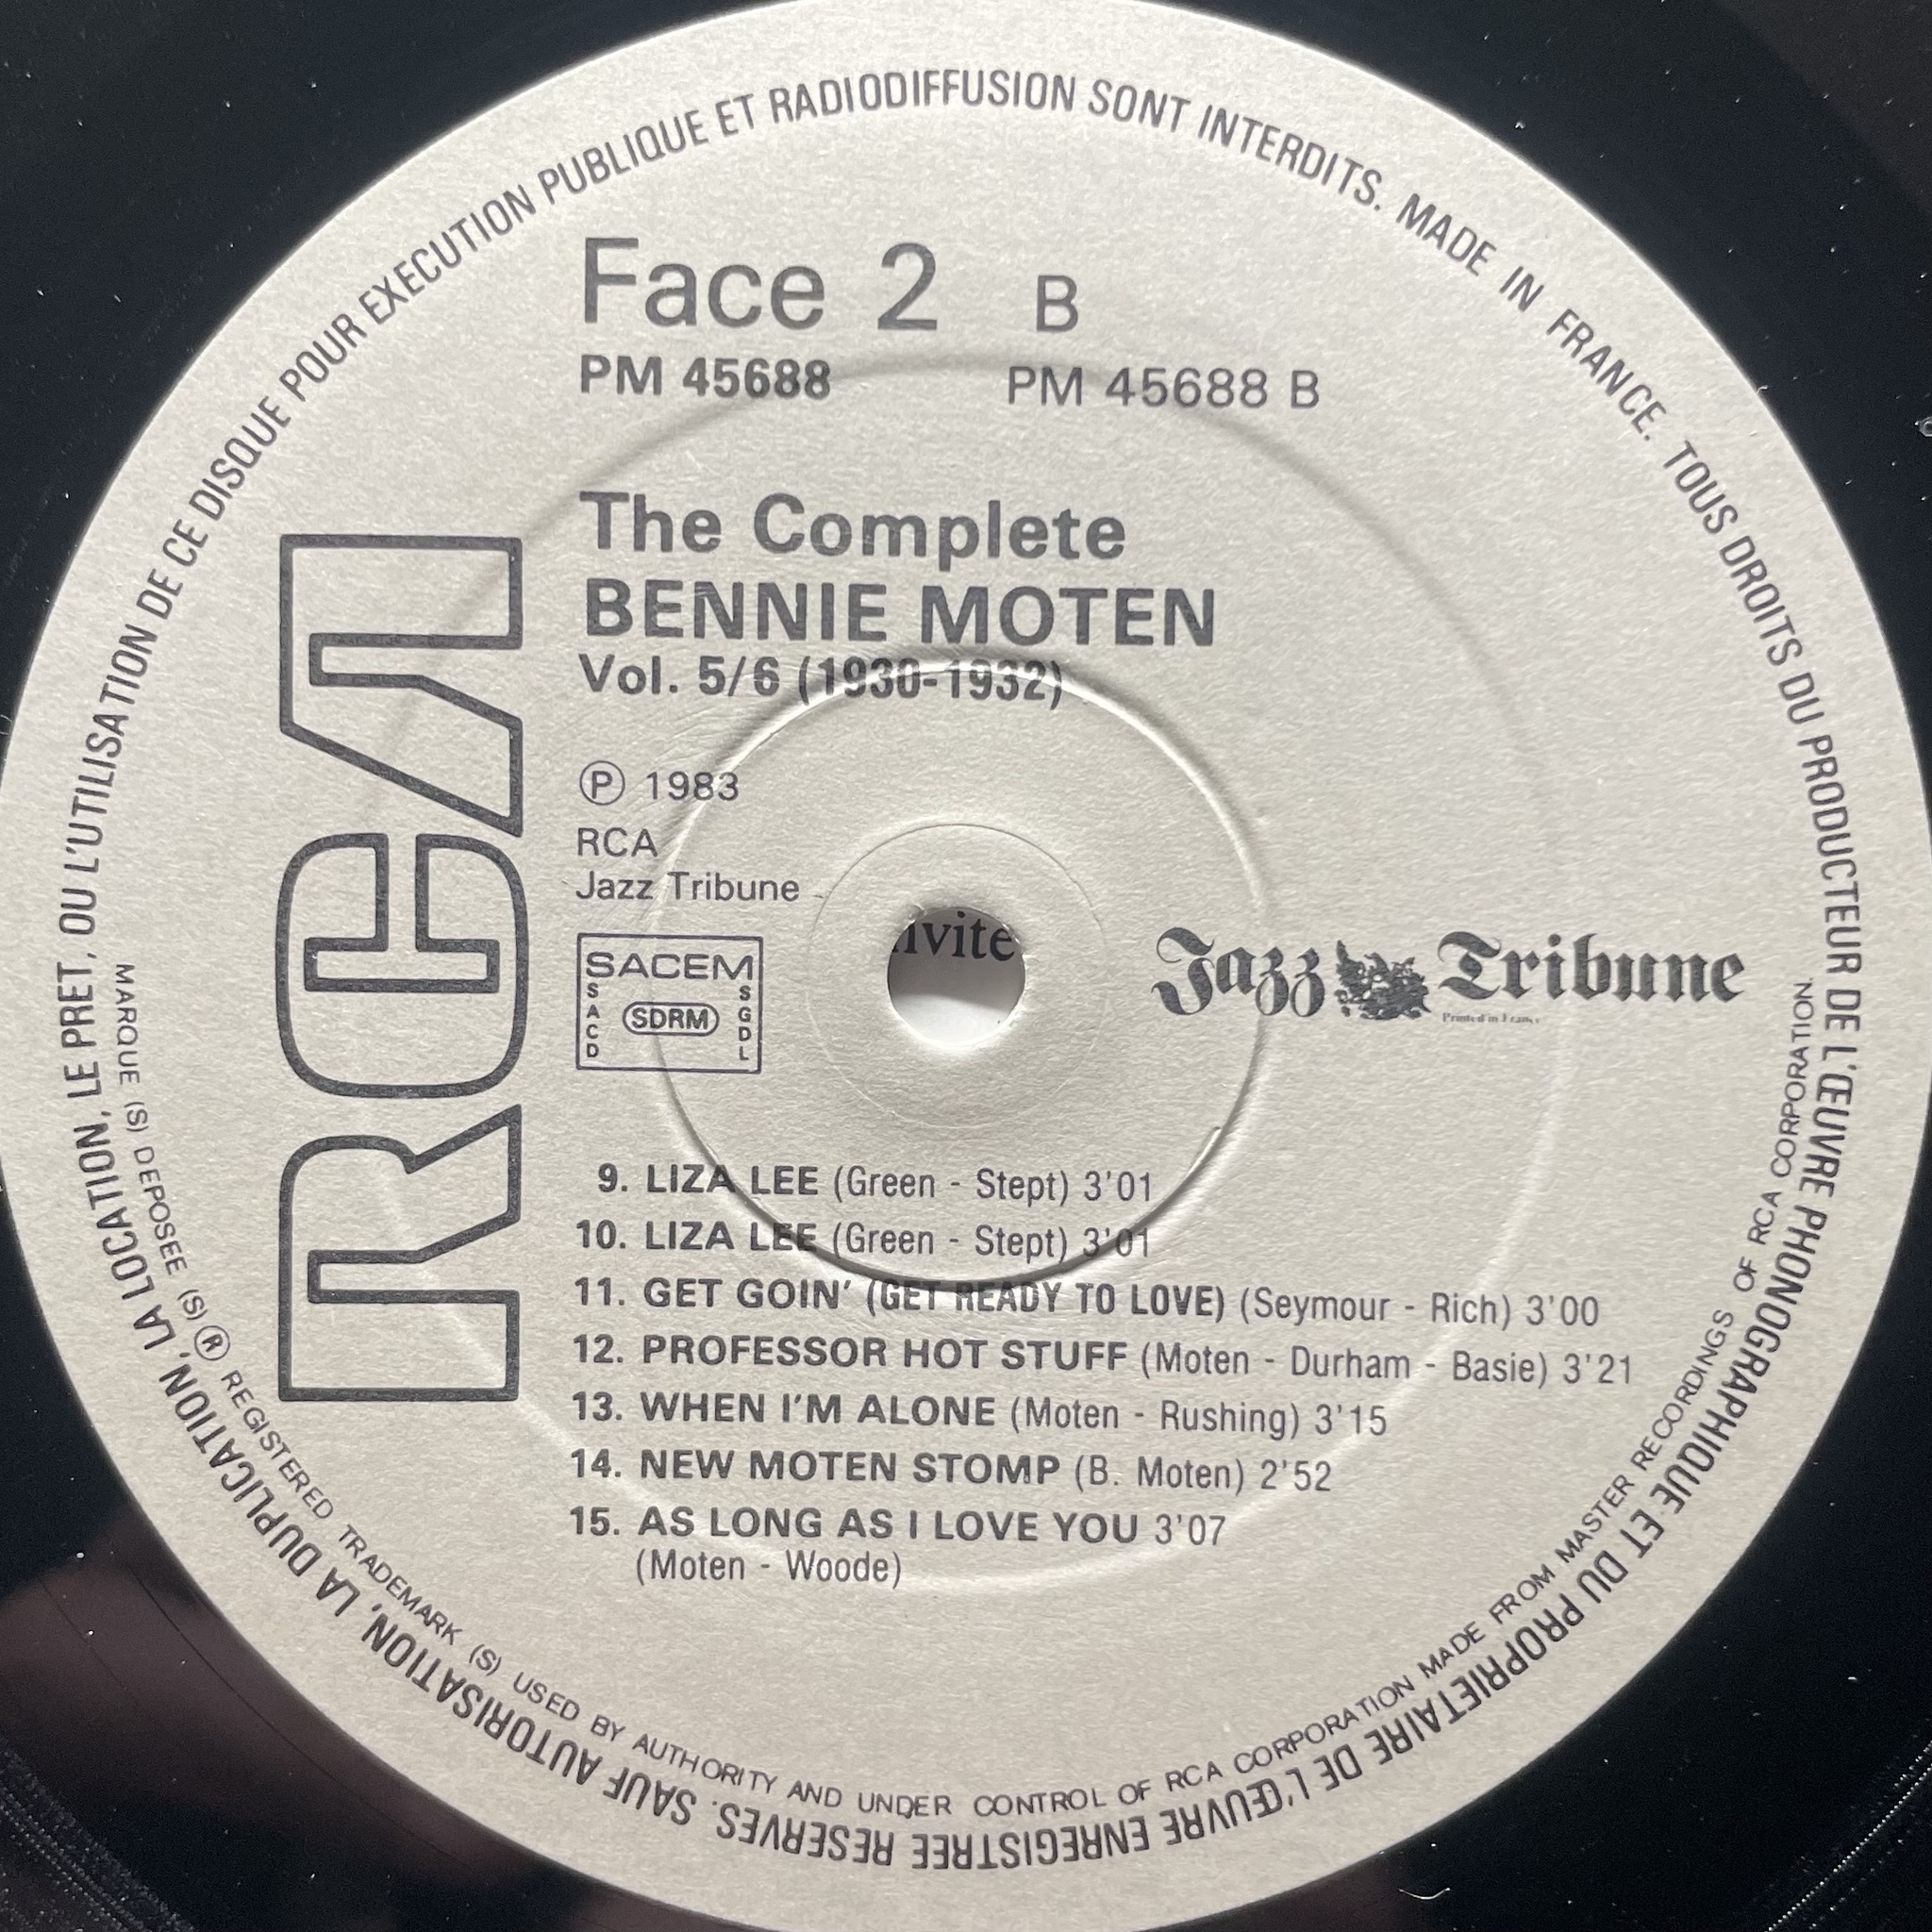 Face 2 B
PM 45688 PM 45688 B
The Complete
BENNIE MOTEN
Vol. 5/6 (1930-1932)
Ⓟ 1983
RCA
Jazz Tribune
SACEM
SACD
SDRM
SGDL
RCA
Jazz Tribune
Printed in France
9. LIZA LEE (Green - Stept) 3'01
10. LIZA LEE (Green - Stept) 3'01
11. GET GOIN' (GET READY TO LOVE) (Seymour - Rich) 3'00
12. PROFESSOR HOT STUFF (Moten - Durham - Basie) 3'21
13. WHEN I'M ALONE (Moten - Rushing) 3'15
14. NEW MOTEN STOMP (B. Moten) 2'52
15. AS LONG AS I LOVE YOU 3'07
(Moten - Woode)
TOUS DROITS DU PRODUCTEUR DE L'ŒUVRE PHONOGRAPHIQUE ET DU PROPRIETAIRE DE L'ŒUVRE ENREGISTREE RESERVES. SAUF AUTORISATION, LA DUPLICATION, LA LOCATION, LE PRET, OU L'UTILISATION DE CE DISQUE POUR EXECUTION PUBLIQUE ET RADIODIFFUSION SONT INTERDITS. MADE IN FRANCE.
MARQUE (S) DEPOSEE (S) ® REGISTERED TRADEMARK (S) USED BY AUTHORITY AND UNDER CONTROL OF RCA CORPORATION MADE FROM MASTER RECORDINGS OF RCA CORPORATION